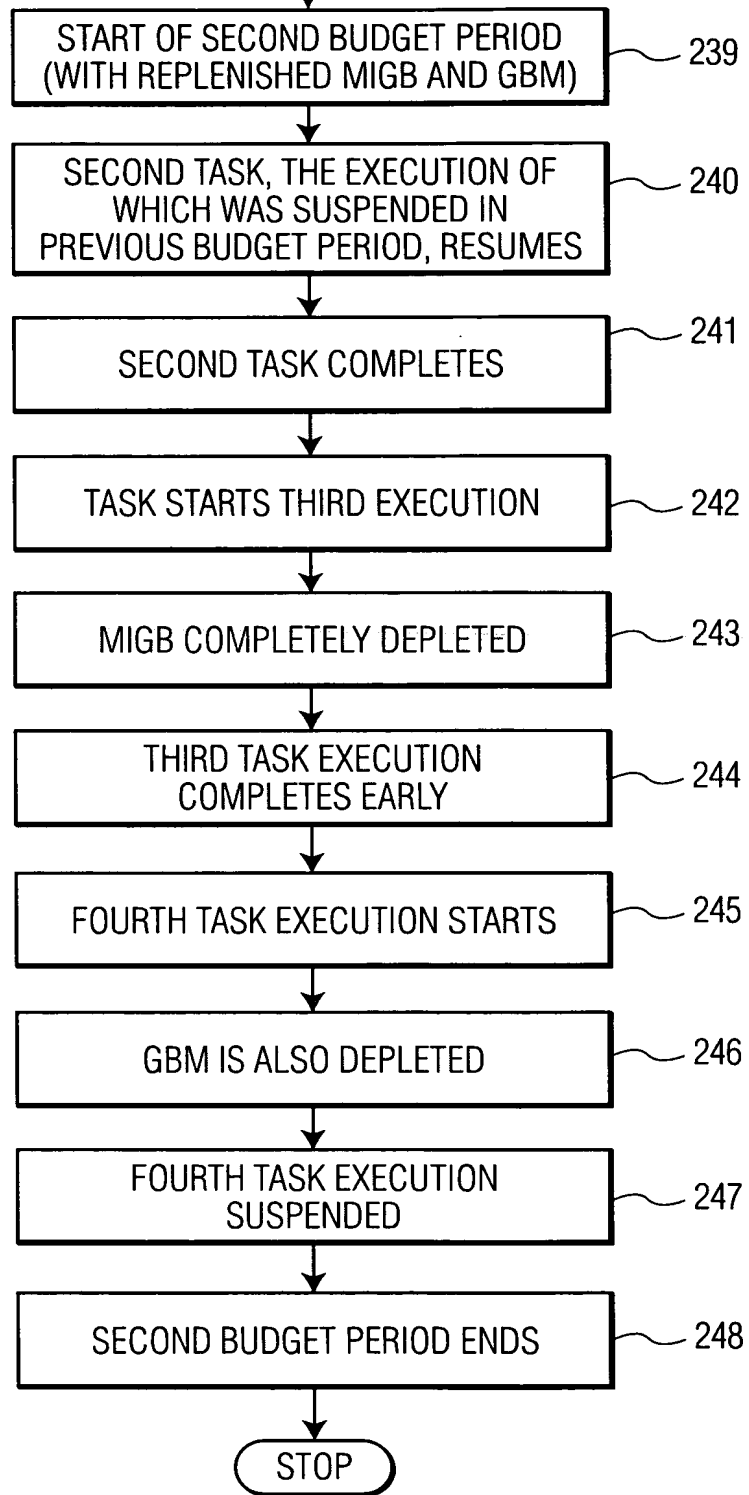 START OF SECOND BUDGET PERIOD
(WITH REPLENISHED MIGB AND GBM)
239
SECOND TASK, THE EXECUTION OF
WHICH WAS SUSPENDED IN
PREVIOUS BUDGET PERIOD, RESUMES
240
SECOND TASK COMPLETES
241
TASK STARTS THIRD EXECUTION
242
MIGB COMPLETELY DEPLETED
243
THIRD TASK EXECUTION
COMPLETES EARLY
244
FOURTH TASK EXECUTION STARTS
245
GBM IS ALSO DEPLETED
246
FOURTH TASK EXECUTION
SUSPENDED
247
SECOND BUDGET PERIOD ENDS
248
STOP